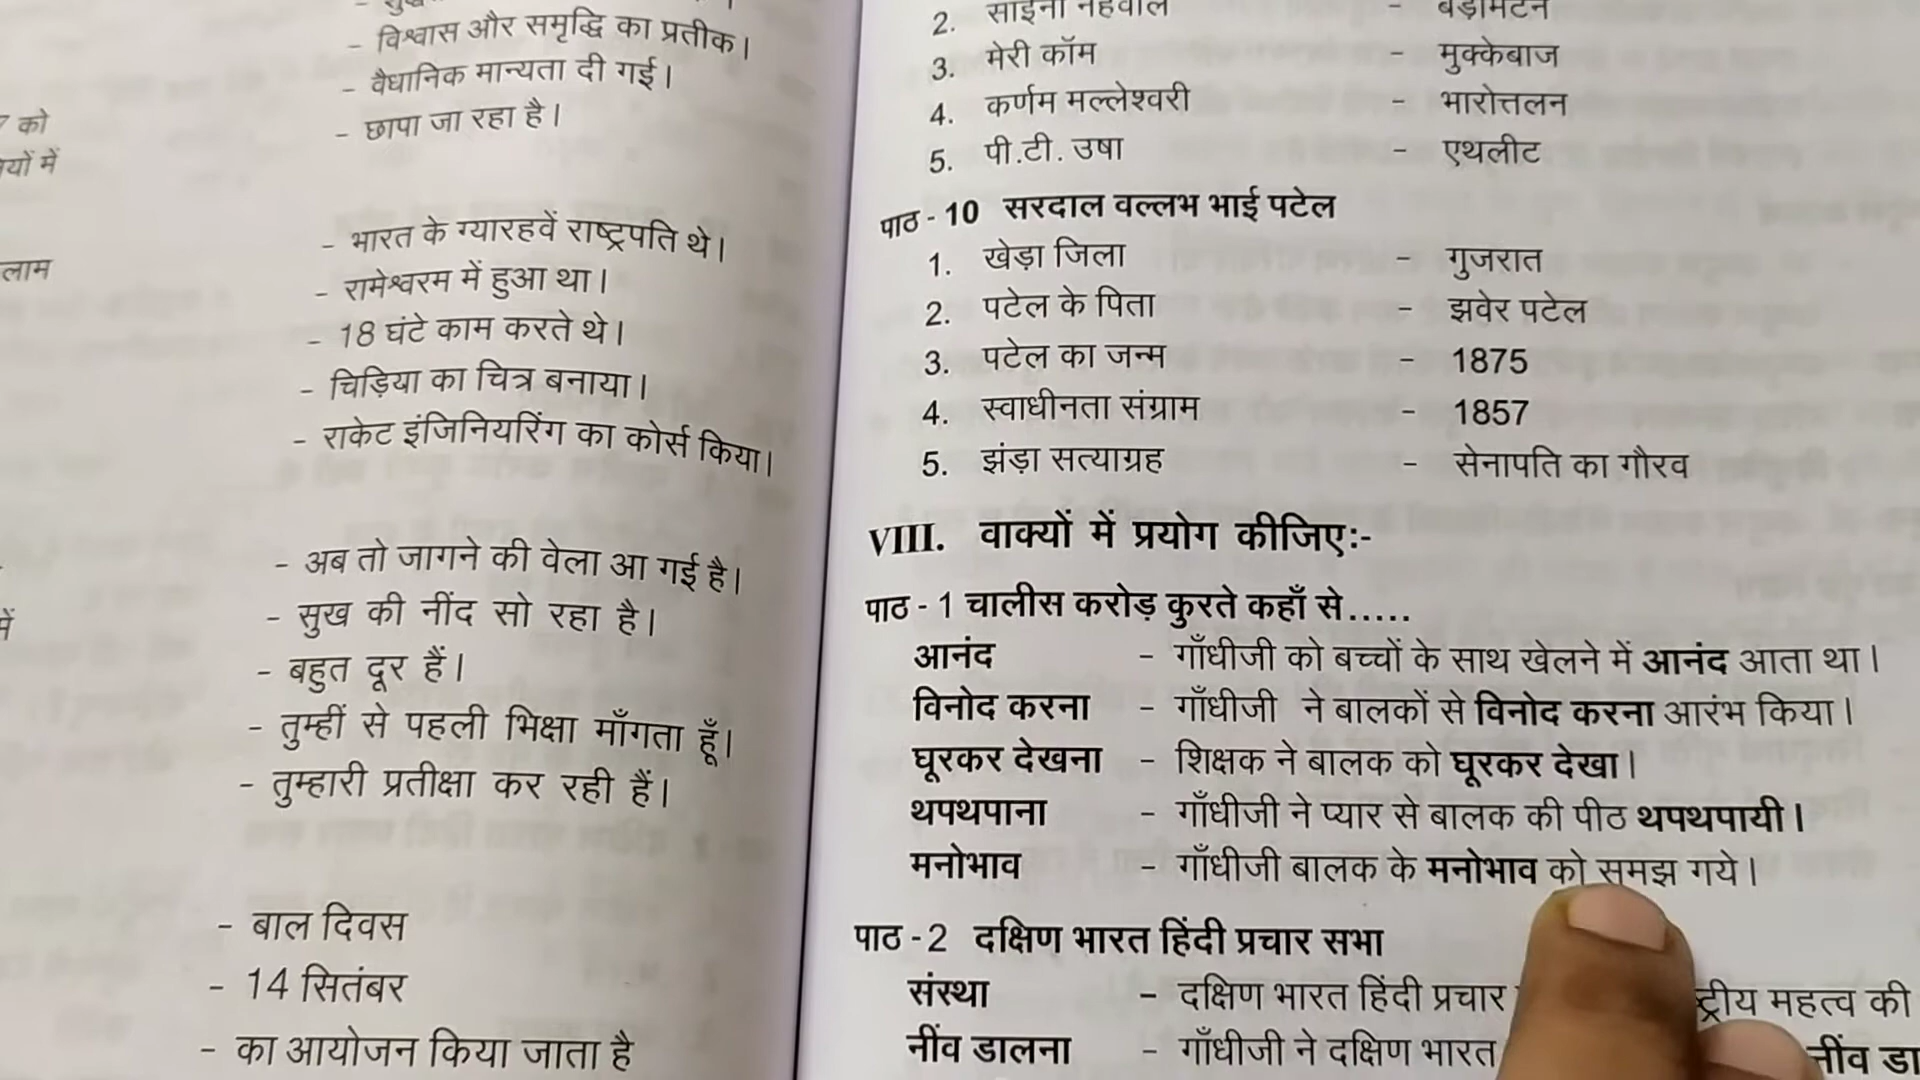 विश्वास और समृद्धि का प्रतीक।
- वैधानिक मान्यता दी गई।
- छापा जा रहा है।
7 को
यों में
- भारत के ग्यारहवें राष्ट्रपति थे।
- रामेश्वरम में हुआ था।
- 18 घंटे काम करते थे।
- चिड़िया का चित्र बनाया।
- राकेट इंजिनियरिंग का कोर्स किया।
लाम
- अब तो जागने की वेला आ गई है।
- सुख की नींद सो रहा है।
- बहुत दूर हैं।
- तुम्हीं से पहली भिक्षा माँगता हूँ।
- तुम्हारी प्रतीक्षा कर रही हैं।
में
- बाल दिवस
- 14 सितंबर
- का आयोजन किया जाता है
2. साइना नेहवाल - बैडमिंटन
3. मेरी कॉम - मुक्केबाज
4. कर्णम मल्लेश्वरी - भारोत्तलन
5. पी.टी. उषा - एथलीट
पाठ - 10 सरदाल वल्लभ भाई पटेल
1. खेड़ा जिला - गुजरात
2. पटेल के पिता - झवेर पटेल
3. पटेल का जन्म - 1875
4. स्वाधीनता संग्राम - 1857
5. झंड़ा सत्याग्रह - सेनापति का गौरव
VIII. वाक्यों में प्रयोग कीजिए:-
पाठ - 1 चालीस करोड़ कुरते कहाँ से.....
आनंद - गाँधीजी को बच्चों के साथ खेलने में आनंद आता था।
विनोद करना - गाँधीजी ने बालकों से विनोद करना आरंभ किया।
घूरकर देखना - शिक्षक ने बालक को घूरकर देखा।
थपथपाना - गाँधीजी ने प्यार से बालक की पीठ थपथपायी।
मनोभाव - गाँधीजी बालक के मनोभाव को समझ गये।
पाठ - 2 दक्षिण भारत हिंदी प्रचार सभा
संस्था - दक्षिण भारत हिंदी प्रचार ट्रीय महत्व की
नींव डालना - गाँधीजी ने दक्षिण भारत नींव डा